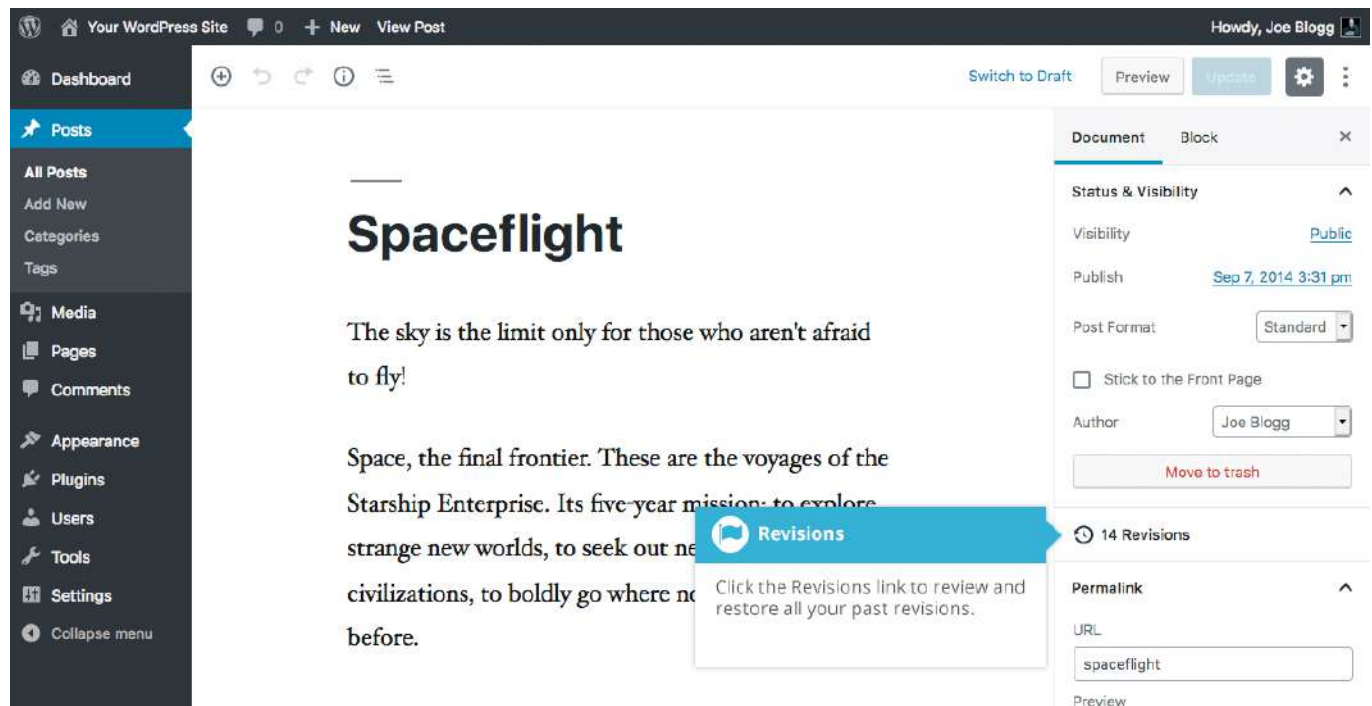 Your WordPress Site 0 + New View Post Howdy, Joe Blogg
Dashboard
Posts
All Posts
Add New
Categories
Tags
Media
Pages
Comments
Appearance
Plugins
Users
Tools
Settings
Collapse menu
Switch to Draft Preview Update
Spaceflight
The sky is the limit only for those who aren't afraid
to fly!
Space, the final frontier. These are the voyages of the
Starship Enterprise. Its five-year mission: to explore
strange new worlds, to seek out
civilizations, to boldly go where
before.
Revisions
Click the Revisions link to review and
restore all your past revisions.
Document Block
Status & Visibility
Visibility Public
Publish Sep 7, 2014 3:31 pm
Post Format Standard
Stick to the Front Page
Author Joe Blogg
Move to trash
14 Revisions
Permalink
URL
spaceflight
Preview